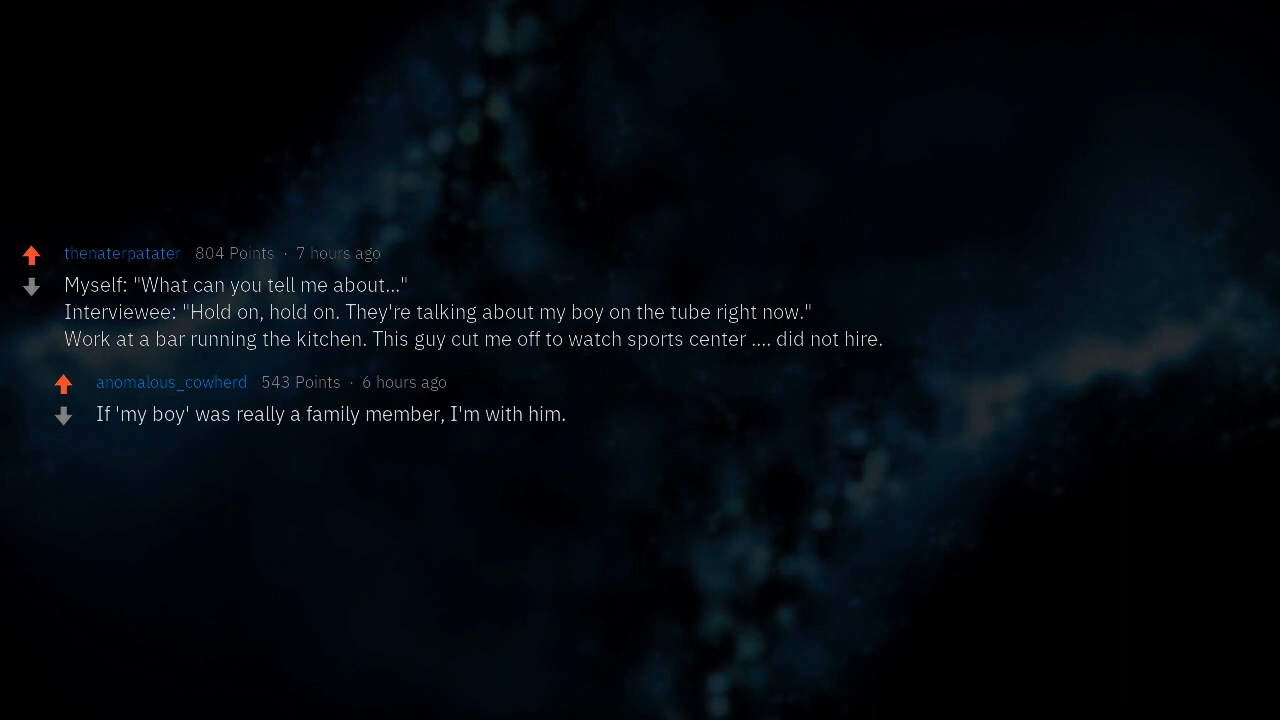 thenaterpatater 804 Points · 7 hours ago
Myself: "What can you tell me about..."
Interviewee: "Hold on, hold on. They're talking about my boy on the tube right now."
Work at a bar running the kitchen. This guy cut me off to watch sports center .... did not hire.
anomalous_cowherd 543 Points · 6 hours ago
If 'my boy' was really a family member, I'm with him.